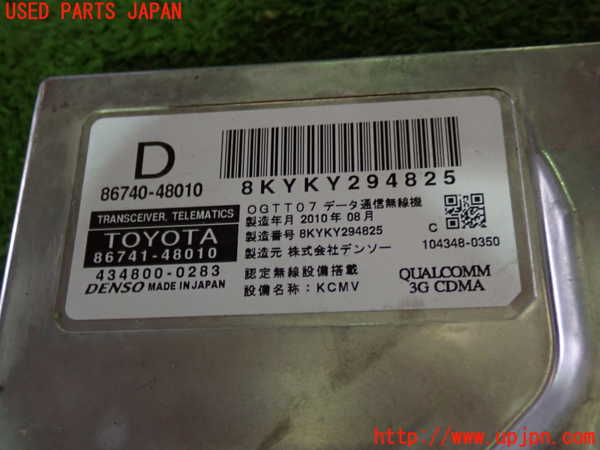 USED PARTS JAPAN
D
86740-48010
TRANSCEIVER, TELEMATICS
TOYOTA
86741-48010
434800-0283
DENSO MADE IN JAPAN
8KYKY294825
OGTT07 データ通信無線機
製造年月 2010年08月
製造番号 8KYKY294825
製造元 株式会社デンソー
認定無線設備搭載
設備名称：KCMV
C
104348-0350
QUALCOMM
3G CDMA
http://www.upjpn.com/